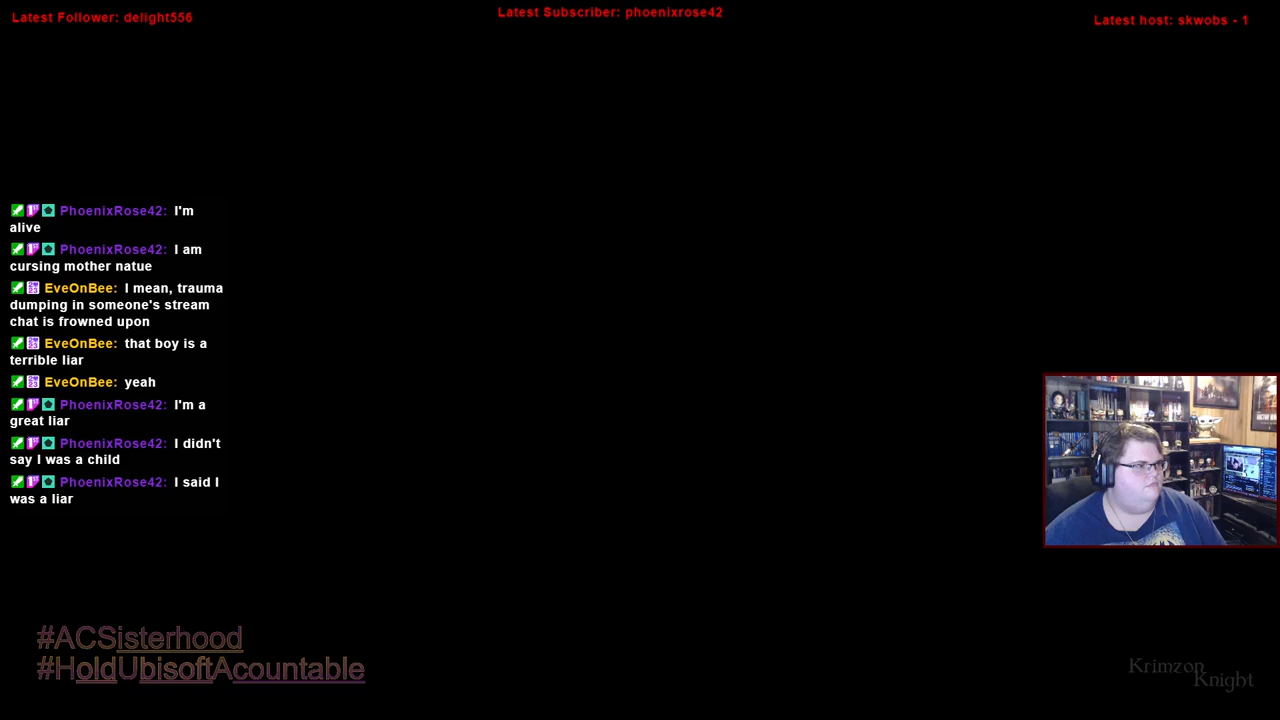 Latest Follower: delight556
Latest Subscriber: phoenixrose42
Latest host: skwobs - 1
PhoenixRose42: I'm
alive
PhoenixRose42: I am
cursing mother natue
EveOnBee: I mean, trauma
dumping in someone's stream
chat is frowned upon
EveOnBee: that boy is a
terrible liar
EveOnBee: yeah
PhoenixRose42: I'm a
great liar
PhoenixRose42: I didn't
say I was a child
PhoenixRose42: I said I
was a liar
#ACSisterhood
#HoldUbisoftAcountable
Krimzon
Knight